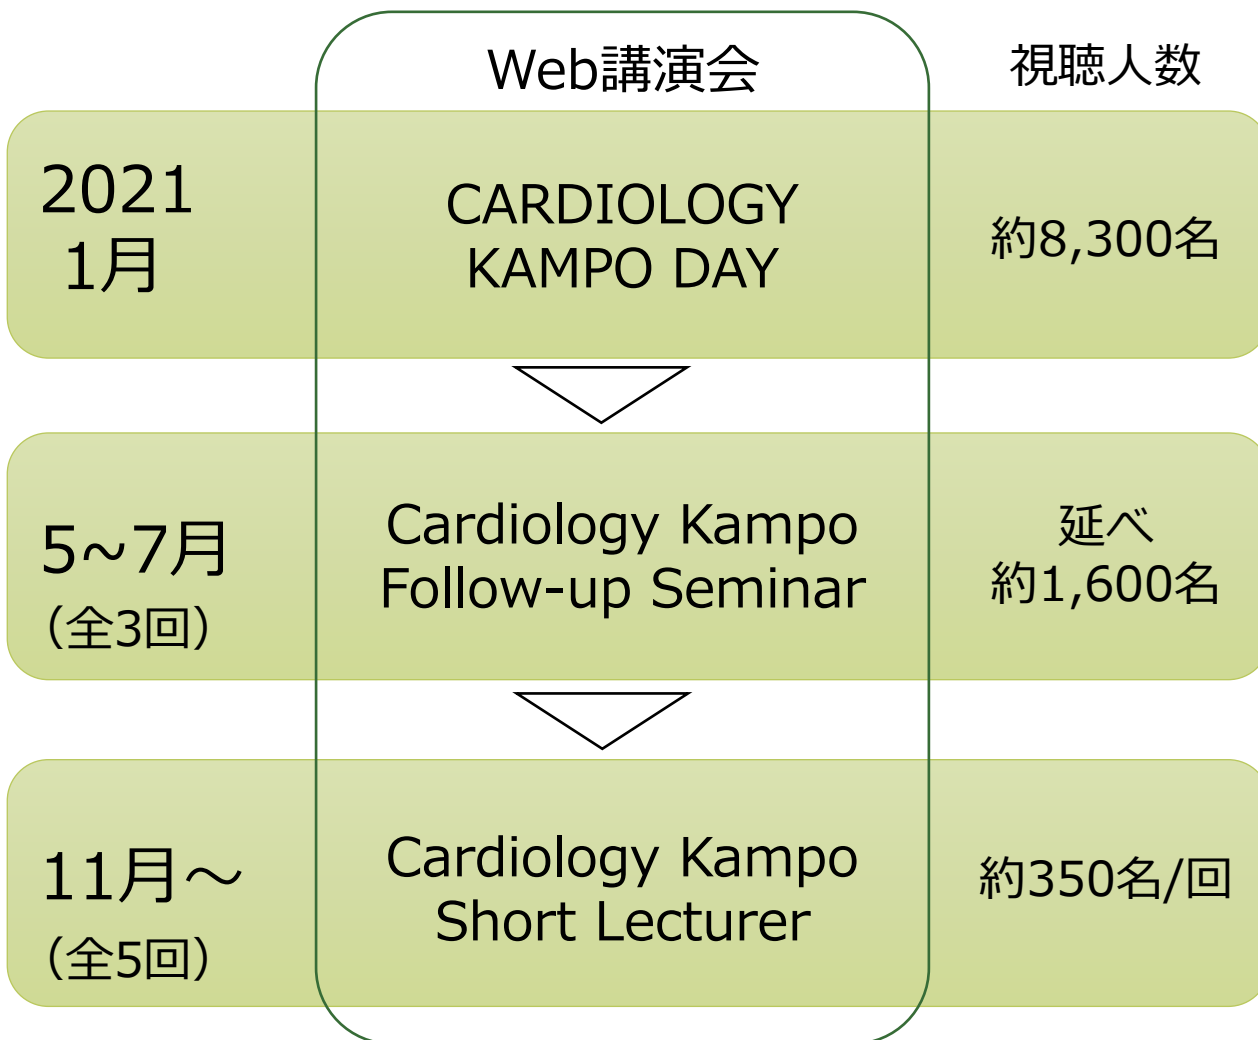 Web講演会
視聴人数
2021
1月
CARDIOLOGY
KAMPO DAY
約8,300名
5~7月
（全3回）
Cardiology Kampo
Follow-up Seminar
延べ
約1,600名
11月～
（全5回）
Cardiology Kampo
Short Lecturer
約350名/回